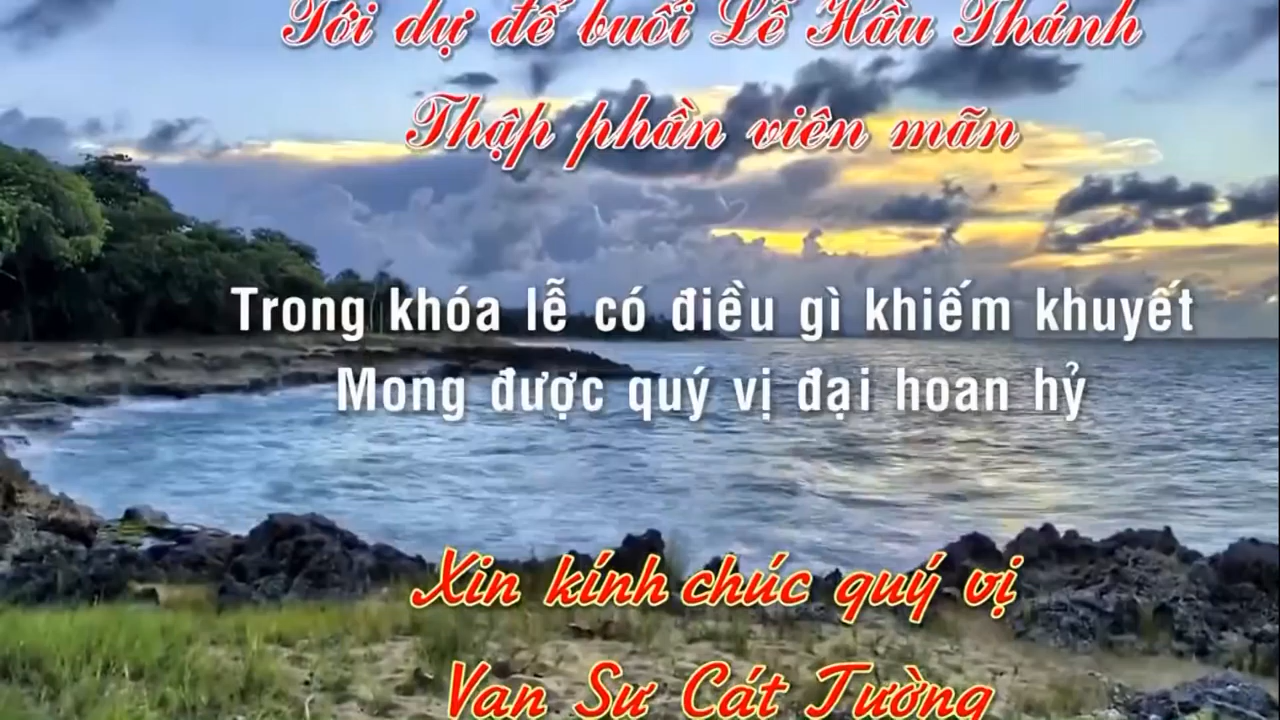 Tới dự để buổi Lễ Hầu Thánh
Thập phần viên mãn
Trong khóa lễ có điều gì khiếm khuyết
Mong được quý vị đại hoan hỷ
Xin kính chúc quý vị
Vạn Sự Cát Tường